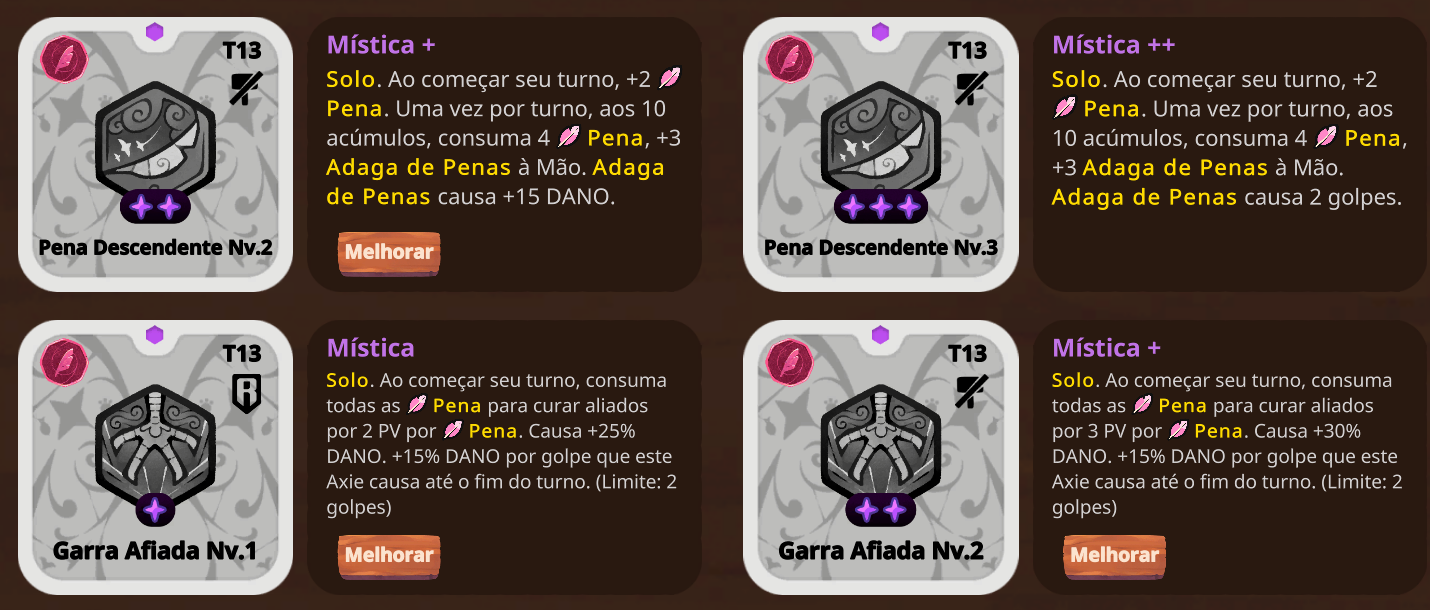 T13
Pena Descendente Nv.2
Mística +
Solo. Ao começar seu turno, +2
Pena. Uma vez por turno, aos 10
acúmulos, consuma 4 Pena, +3
Adaga de Penas à Mão. Adaga
de Penas causa +15 DANO.
Melhorar
T13
Pena Descendente Nv.3
Mística ++
Solo. Ao começar seu turno, +2
Pena. Uma vez por turno, aos
10 acúmulos, consuma 4 Pena,
+3 Adaga de Penas à Mão.
Adaga de Penas causa 2 golpes.
T13
R
Garra Afiada Nv.1
Mística
Solo. Ao começar seu turno, consuma
todas as Pena para curar aliados
por 2 PV por Pena. Causa +25%
DANO. +15% DANO por golpe que este
Axie causa até o fim do turno. (Limite: 2
golpes)
Melhorar
T13
Garra Afiada Nv.2
Mística +
Solo. Ao começar seu turno, consuma
todas as Pena para curar aliados
por 3 PV por Pena. Causa +30%
DANO. +15% DANO por golpe que este
Axie causa até o fim do turno. (Limite: 2
golpes)
Melhorar